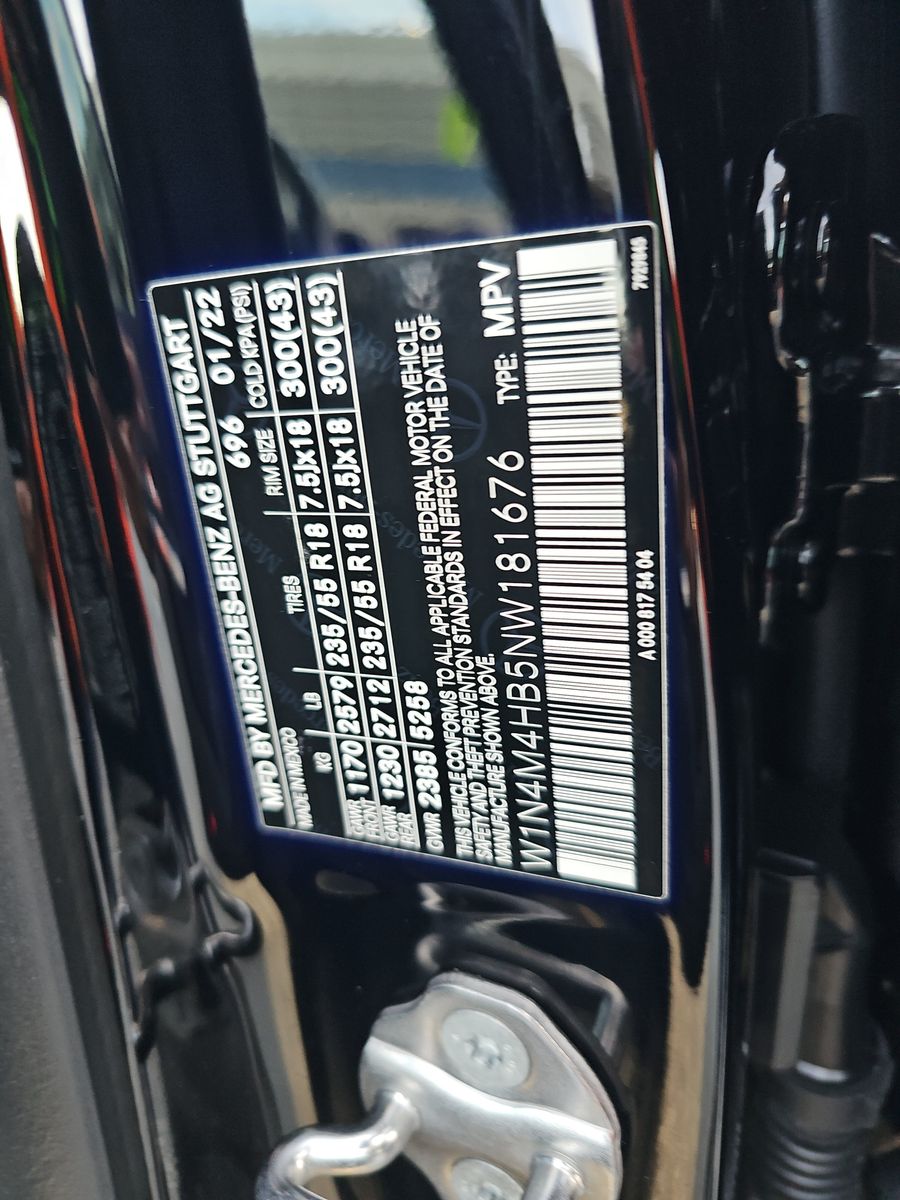 MFD BY MERCEDES-BENZ AG STUTTGART
MADE IN MEXICO 696 01/22
KG LB TIRES RIM SIZE COLD KPA(PSI)
GAWR FRONT 1170 2579 235/55 R18 7.5Jx18 300(43)
GAWR REAR 1230 2712 235/55 R18 7.5Jx18 300(43)
GVWR 2385 5258
THIS VEHICLE CONFORMS TO ALL APPLICABLE FEDERAL MOTOR VEHICLE
SAFETY AND THEFT PREVENTION STANDARDS IN EFFECT ON THE DATE OF
MANUFACTURE SHOWN ABOVE.
W1N4M4HB5NW181676 TYPE: MPV
A 000 817 54 04